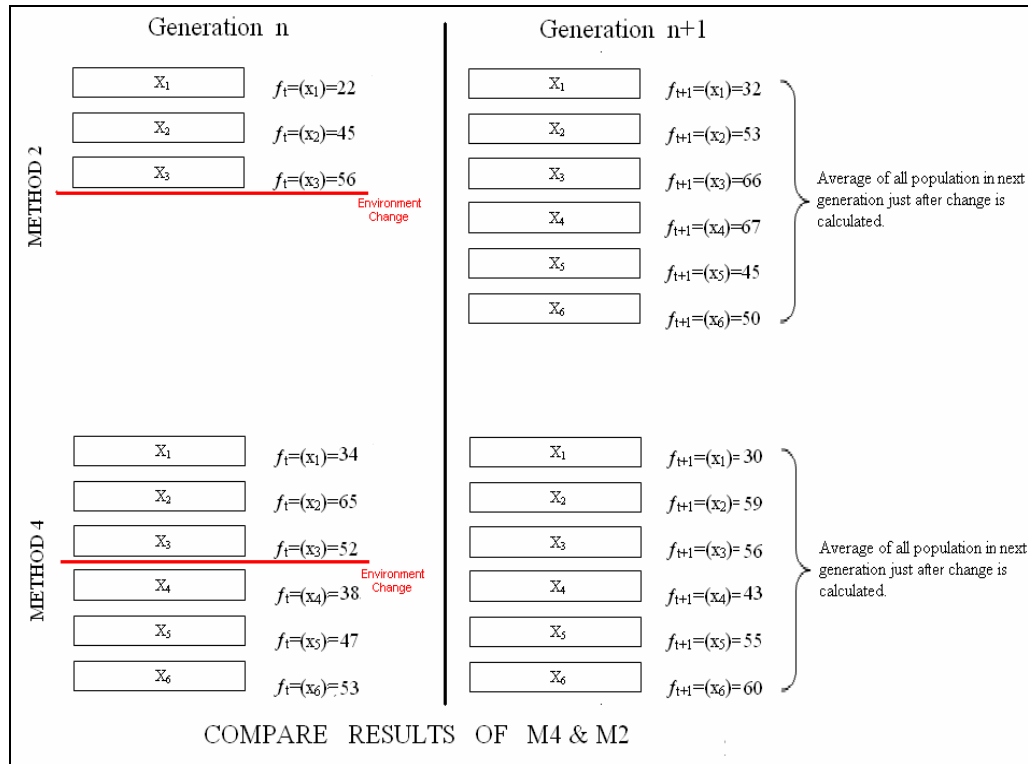 Generation n
Generation n+1
METHOD 2
X₁
fₜ=(x₁)=22
X₂
fₜ=(x₂)=45
X₃
fₜ=(x₃)=56
Environment
Change
X₁
fₜ₊₁=(x₁)=32
X₂
fₜ₊₁=(x₂)=53
X₃
fₜ₊₁=(x₃)=66
X₄
fₜ₊₁=(x₄)=67
X₅
fₜ₊₁=(x₅)=45
X₆
fₜ₊₁=(x₆)=50
Average of all population in next
generation just after change is
calculated.
METHOD 4
X₁
fₜ=(x₁)=34
X₂
fₜ=(x₂)=65
X₃
fₜ=(x₃)=52
Environment
Change
X₄
fₜ=(x₄)=38
X₅
fₜ=(x₅)=47
X₆
fₜ=(x₆)=53
X₁
fₜ₊₁=(x₁)=30
X₂
fₜ₊₁=(x₂)=59
X₃
fₜ₊₁=(x₃)=56
X₄
fₜ₊₁=(x₄)=43
X₅
fₜ₊₁=(x₅)=55
X₆
fₜ₊₁=(x₆)=60
Average of all population in next
generation just after change is
calculated.
COMPARE RESULTS OF M4 & M2